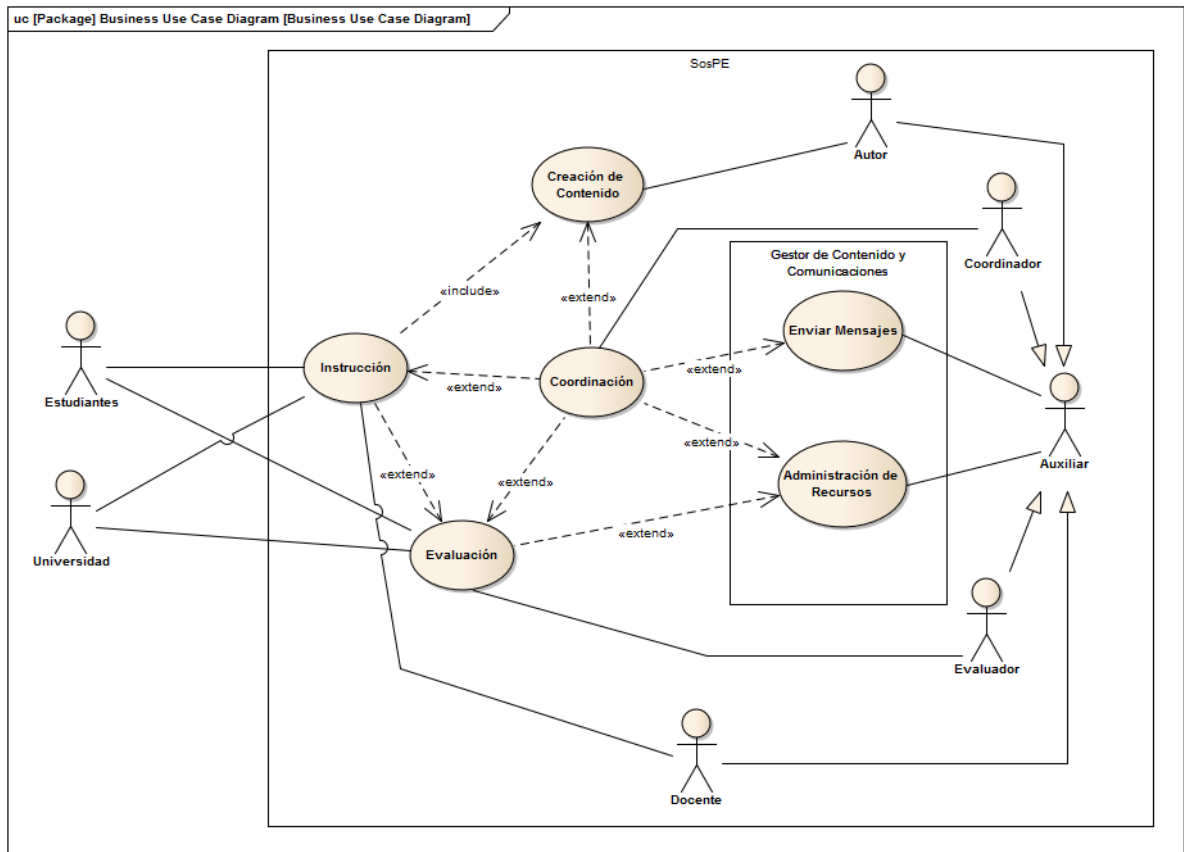 uc [Package] Business Use Case Diagram [Business Use Case Diagram]
SosPE
Autor
Creación de
Contenido
Coordinador
Gestor de Contenido y
Comunicaciones
«include»
«extend»
Enviar Mensajes
Estudiantes
Instrucción
«extend»
Coordinación
«extend»
Auxiliar
«extend»
Universidad
«extend»
«extend»
Administración de
Recursos
Evaluación
«extend»
Evaluador
Docente